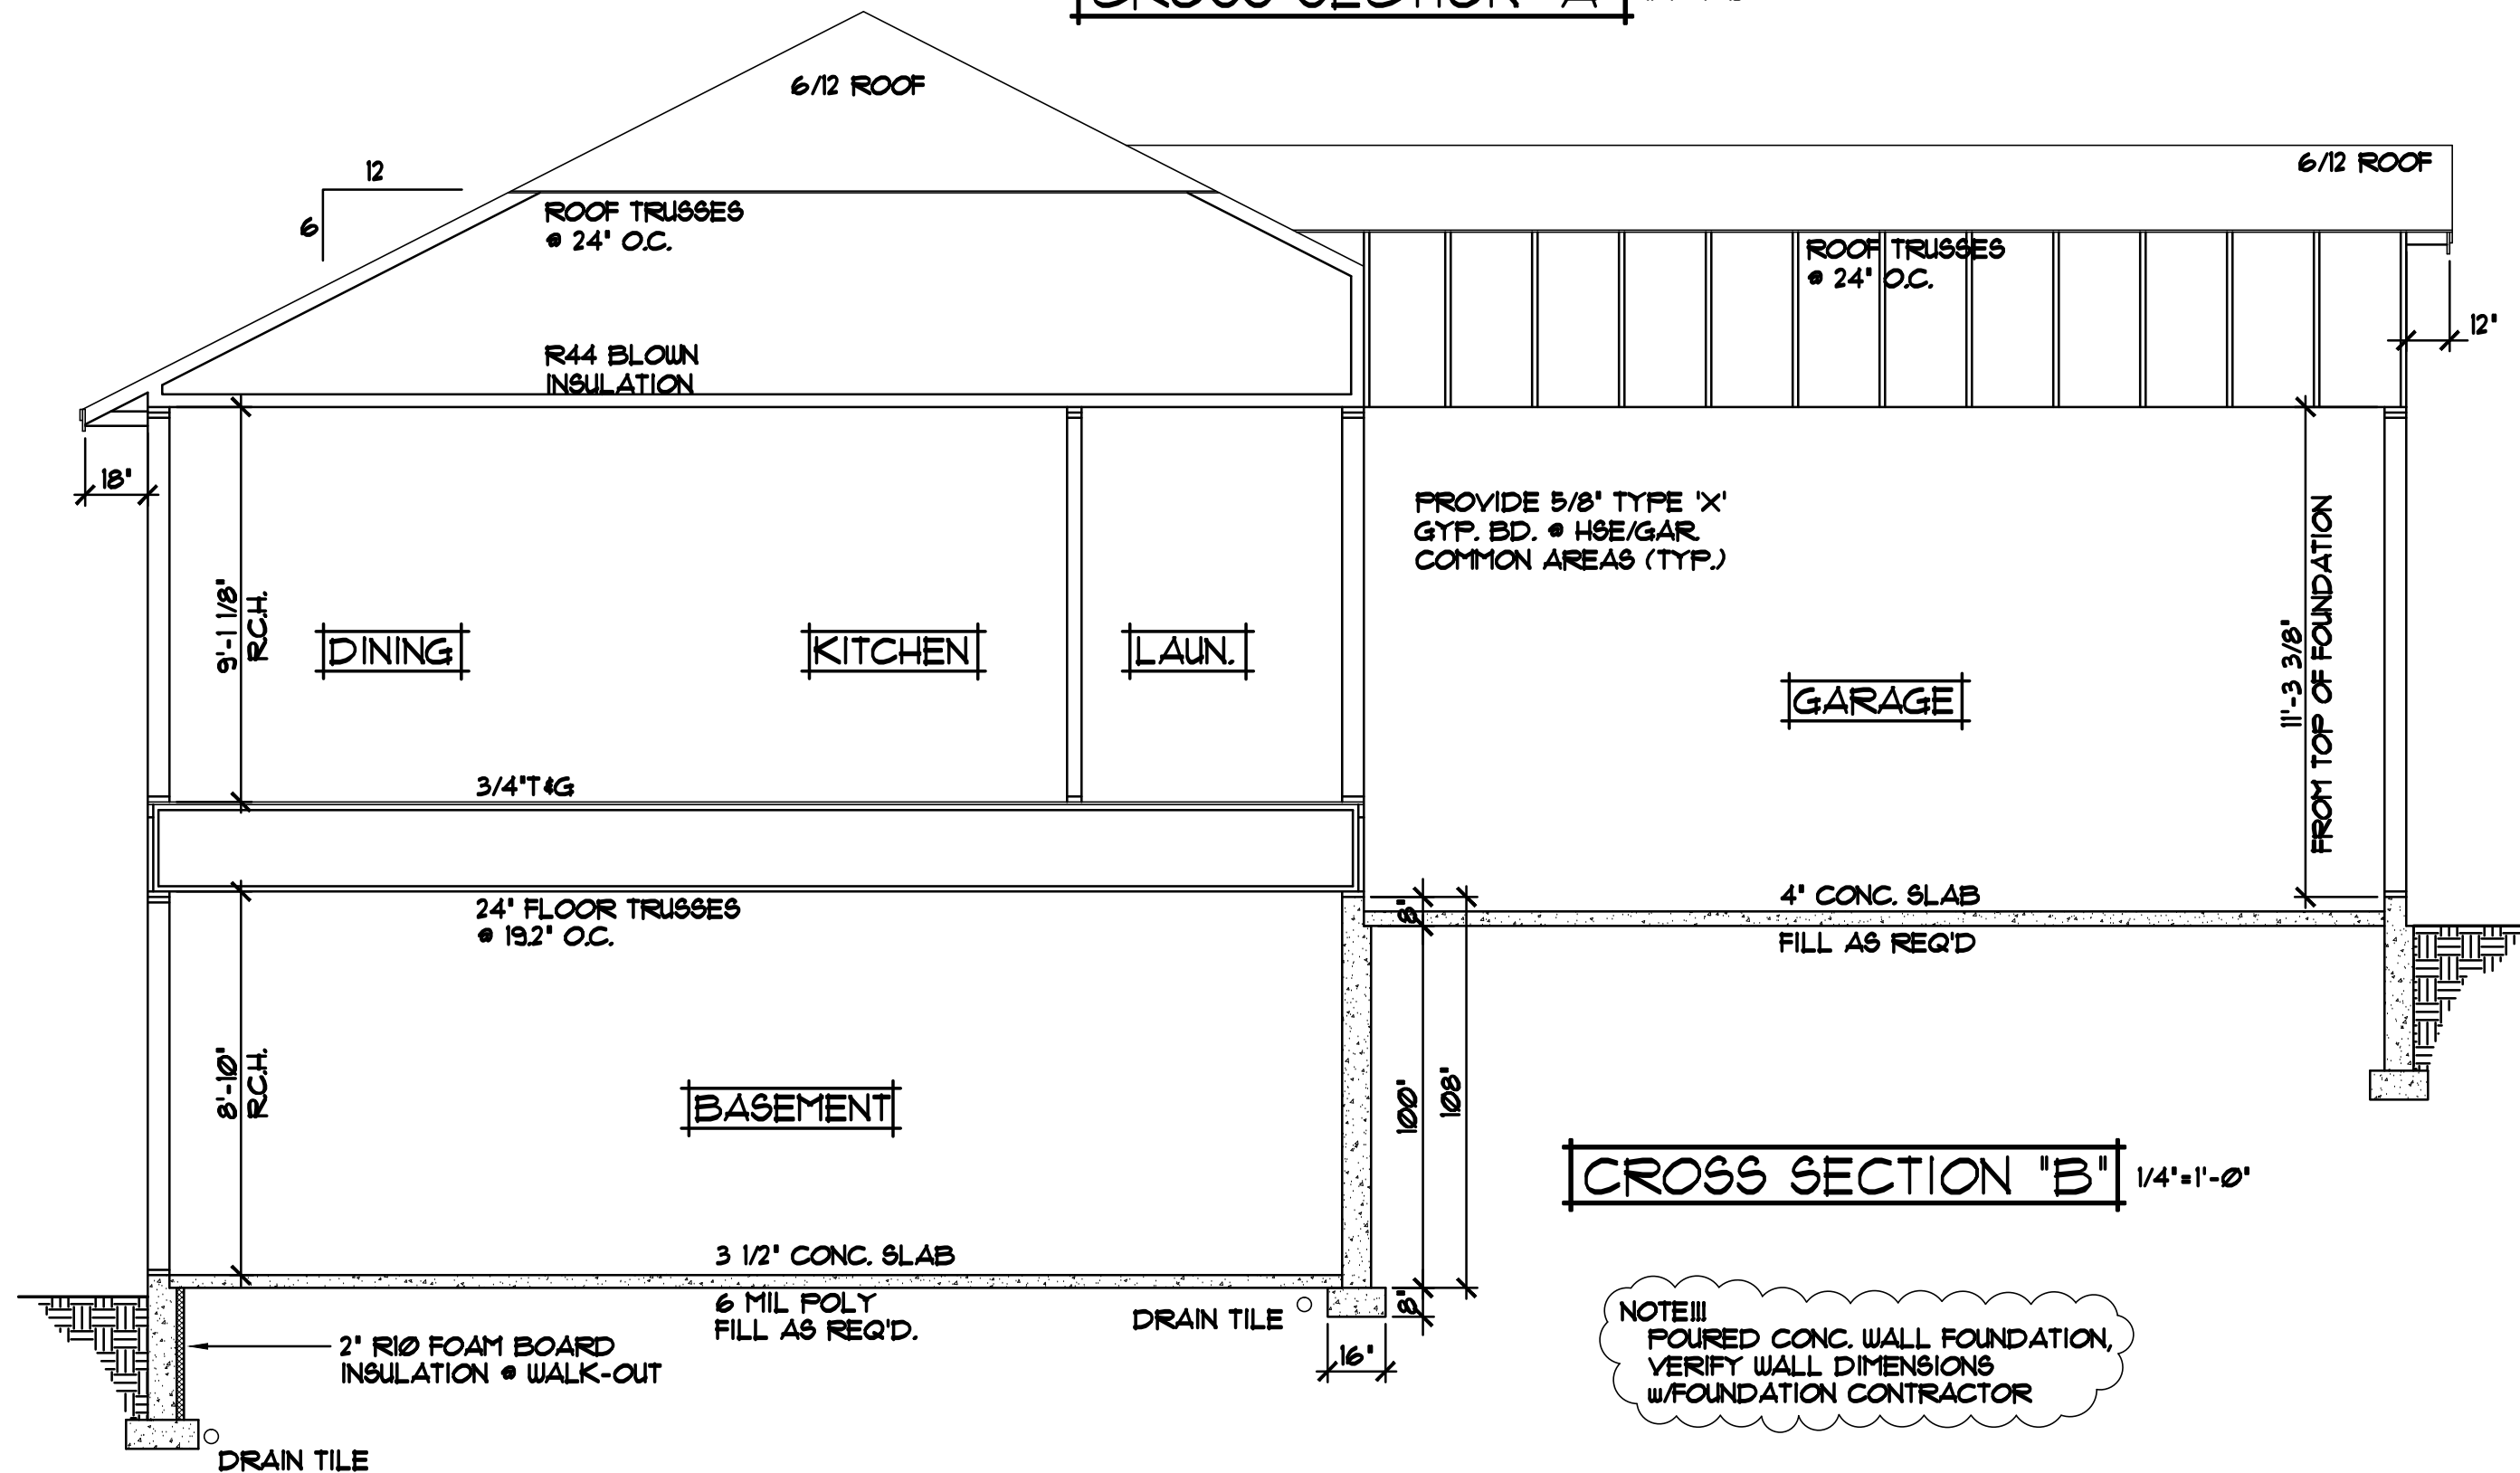 6/12 ROOF
6/12 ROOF
12
6
ROOF TRUSSES
@ 24" O.C.
ROOF TRUSSES
@ 24" O.C.
12"
R44 BLOWN
INSULATION
18"
PROVIDE 5/8" TYPE 'X'
GYP. BD. @ HSE/GAR.
COMMON AREAS (TYP.)
9'-1 1/8"
R.C.H.
DINING
KITCHEN
LAUN.
GARAGE
11'-3 3/8"
FROM TOP OF FOUNDATION
3/4"T&G
24" FLOOR TRUSSES
@ 19.2" O.C.
8"
4" CONC. SLAB
FILL AS REQ'D
8'-10"
R.C.H.
BASEMENT
100"
108"
CROSS SECTION "B"
1/4"=1'-0"
3 1/2" CONC. SLAB
6 MIL POLY
FILL AS REQ'D.
DRAIN TILE
8"
16"
2" R10 FOAM BOARD
INSULATION @ WALK-OUT
DRAIN TILE
NOTE!!!
POURED CONC. WALL FOUNDATION,
VERIFY WALL DIMENSIONS
w/FOUNDATION CONTRACTOR